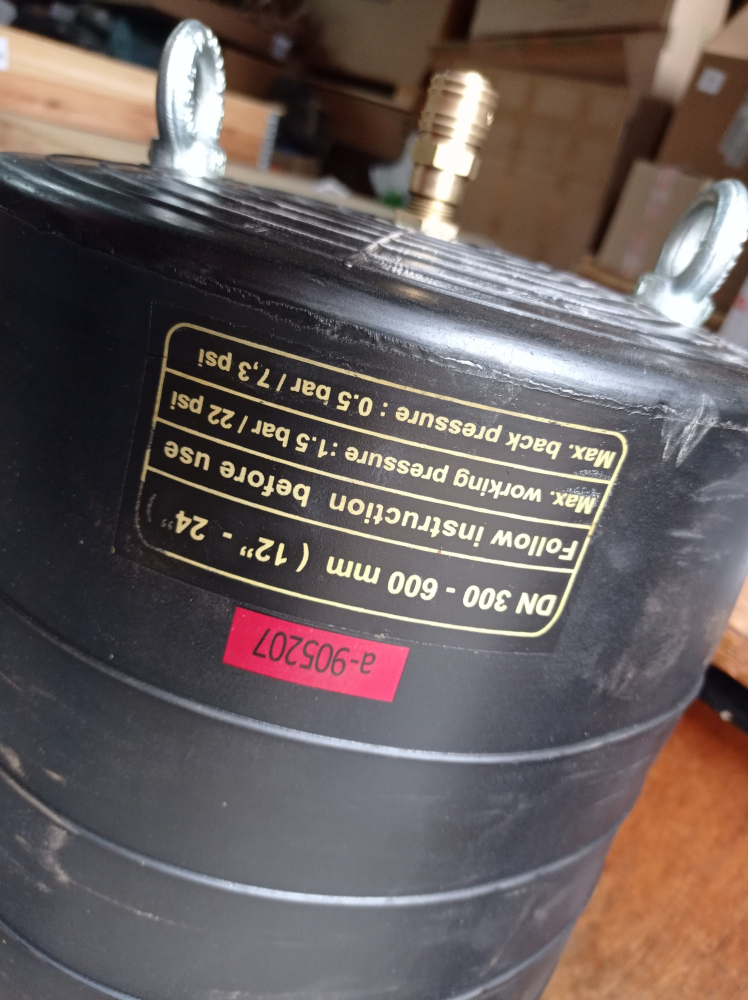 a-905207
DN 300 - 600 mm ( 12” - 24” )
Follow instruction before use
Max. working pressure :1.5 bar / 22 psi
Max. back pressure : 0.5 bar / 7,3 psi